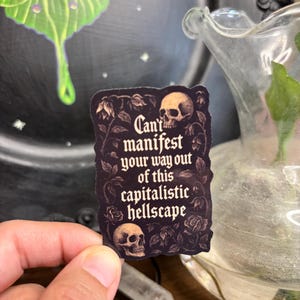 Can't
manifest
your way out
of this
capitalistic
hellscape